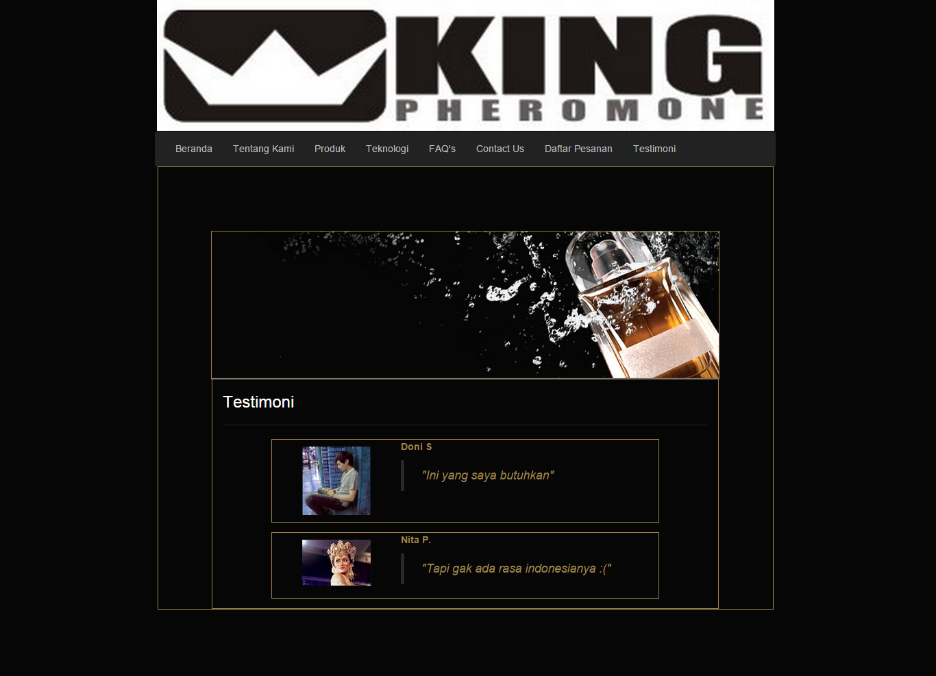 KING
PHEROMONE
Beranda Tentang Kami Produk Teknologi FAQ's Contact Us Daftar Pesanan Testimoni
Testimoni
Doni S
"Ini yang saya butuhkan"
Nita P.
"Tapi gak ada rasa indonesianya :("